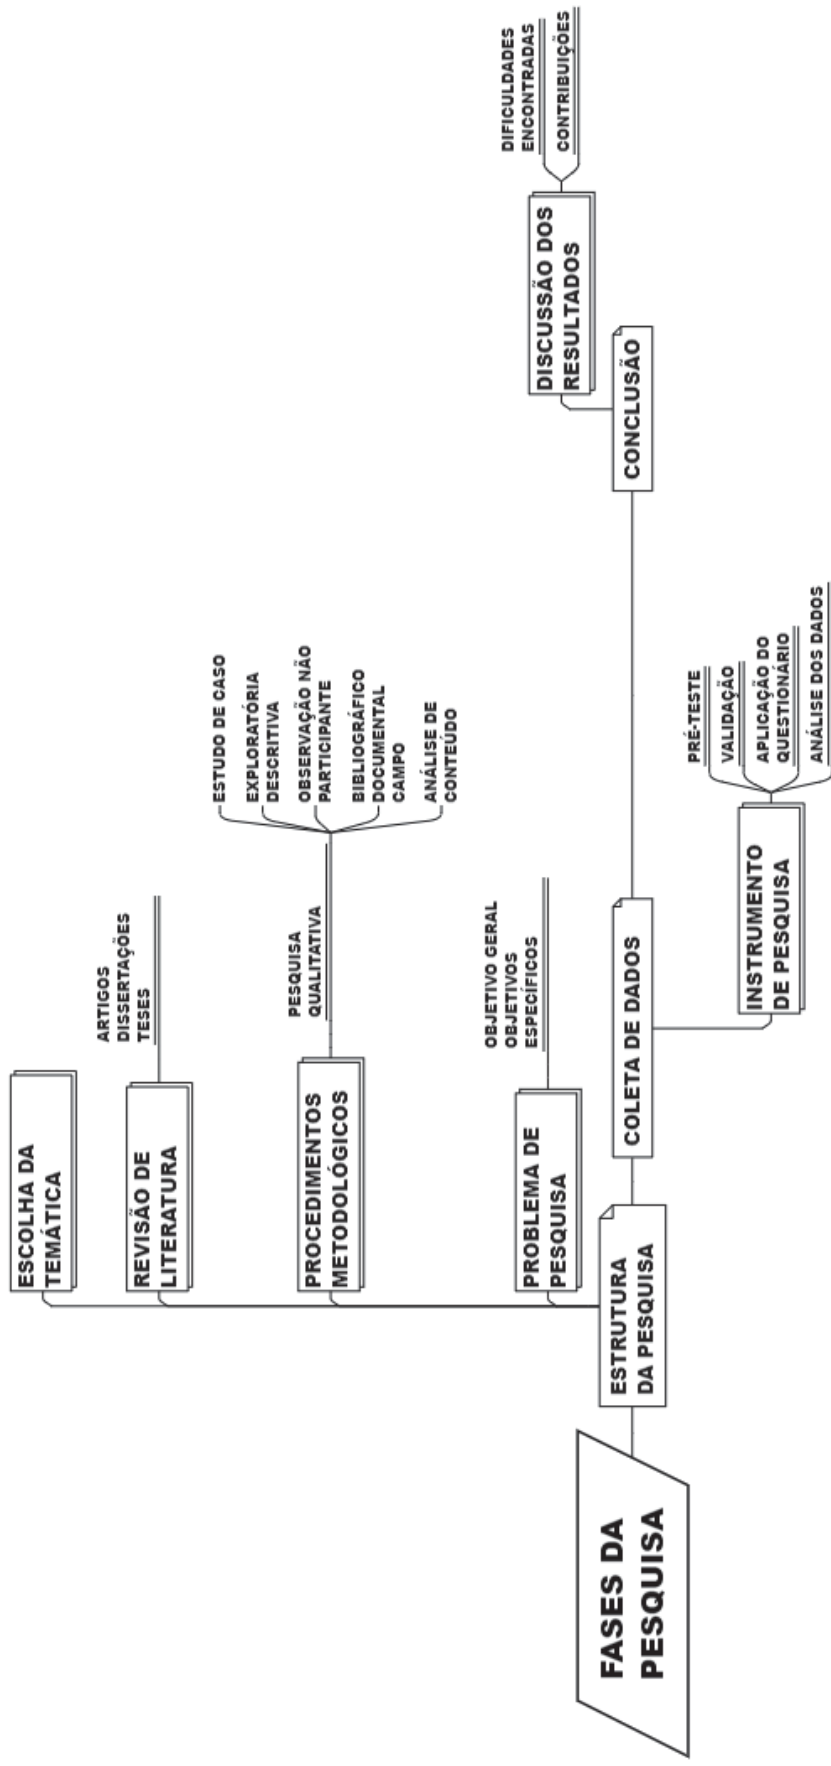 FASES DA
PESQUISA
ESTRUTURA
DA PESQUISA
ESCOLHA DA
TEMÁTICA
REVISÃO DE
LITERATURA
ARTIGOS
DISSERTAÇÕES
TESES
PROCEDIMENTOS
METODOLÓGICOS
PESQUISA
QUALITATIVA
ESTUDO DE CASO
EXPLORATÓRIA
DESCRITIVA
OBSERVAÇÃO NÃO
PARTICIPANTE
BIBLIOGRÁFICO
DOCUMENTAL
CAMPO
ANÁLISE DE
CONTEÚDO
PROBLEMA DE
PESQUISA
OBJETIVO GERAL
OBJETIVOS
ESPECÍFICOS
COLETA DE DADOS
INSTRUMENTO
DE PESQUISA
PRÉ-TESTE
VALIDAÇÃO
APLICAÇÃO DO
QUESTIONÁRIO
ANÁLISE DOS DADOS
CONCLUSÃO
DISCUSSÃO DOS
RESULTADOS
DIFICULDADES
ENCONTRADAS
CONTRIBUIÇÕES